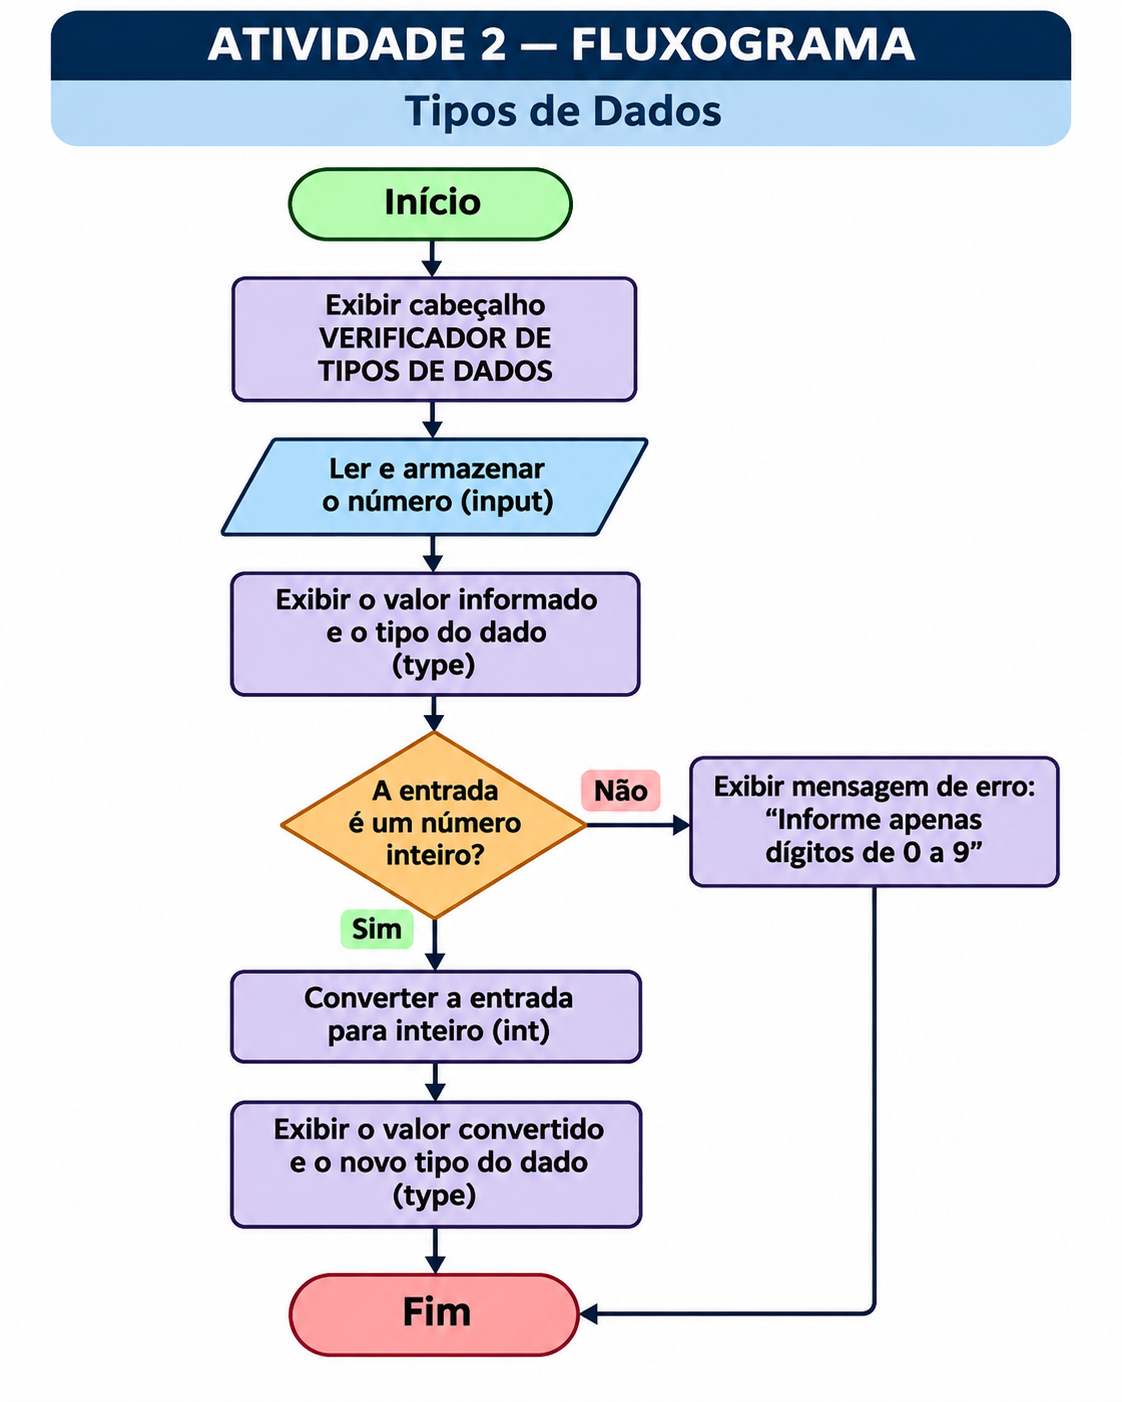 ATIVIDADE 2 — FLUXOGRAMA
Tipos de Dados
Início
Exibir cabeçalho
VERIFICADOR DE
TIPOS DE DADOS
Ler e armazenar
o número (input)
Exibir o valor informado
e o tipo do dado
(type)
A entrada
é um número
inteiro?
Não
Exibir mensagem de erro:
“Informe apenas
dígitos de 0 a 9”
Sim
Converter a entrada
para inteiro (int)
Exibir o valor convertido
e o novo tipo do dado
(type)
Fim